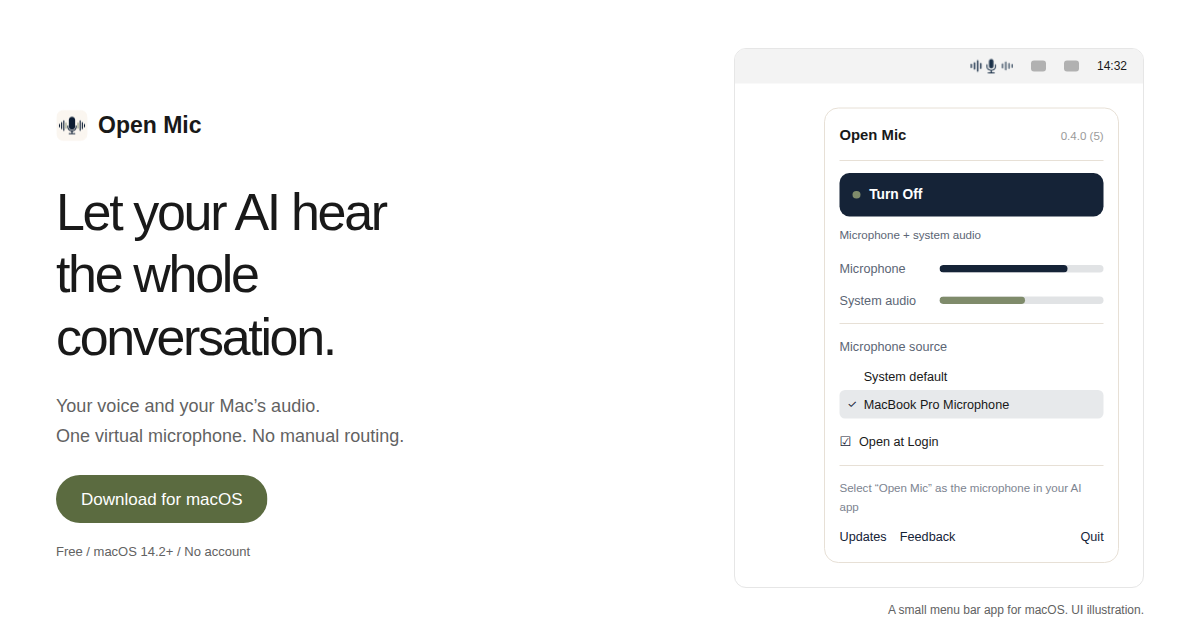 Open Mic
Let your AI hear
the whole
conversation.
Your voice and your Mac’s audio.
One virtual microphone. No manual routing.
Download for macOS
Free / macOS 14.2+ / No account
14:32
Open Mic 0.4.0 (5)
Turn Off
Microphone + system audio
Microphone
System audio
Microphone source
System default
✓ MacBook Pro Microphone
☑ Open at Login
Select “Open Mic” as the microphone in your AI
app
Updates Feedback Quit
A small menu bar app for macOS. UI illustration.